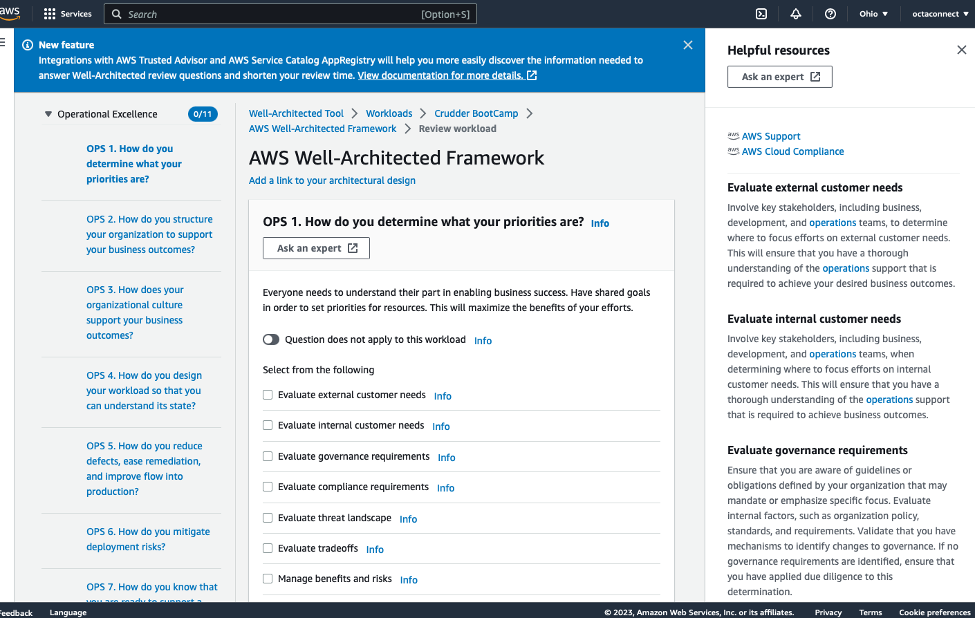 aws
Services
Search
[Option+S]
Ohio
octaconnect
New feature
Integrations with AWS Trusted Advisor and AWS Service Catalog AppRegistry will help you more easily discover the information needed to
answer Well-Architected review questions and shorten your review time. View documentation for more details.
Operational Excellence
0/11
OPS 1. How do you
determine what your
priorities are?
OPS 2. How do you structure
your organization to support
your business outcomes?
OPS 3. How does your
organizational culture
support your business
outcomes?
OPS 4. How do you design
your workload so that you
can understand its state?
OPS 5. How do you reduce
defects, ease remediation,
and improve flow into
production?
OPS 6. How do you mitigate
deployment risks?
OPS 7. How do you know that
you are ready to support a
Well-Architected Tool
Workloads
Crudder BootCamp
AWS Well-Architected Framework
Review workload
AWS Well-Architected Framework
Add a link to your architectural design
OPS 1. How do you determine what your priorities are? Info
Ask an expert
Everyone needs to understand their part in enabling business success. Have shared goals
in order to set priorities for resources. This will maximize the benefits of your efforts.
Question does not apply to this workload Info
Select from the following
Evaluate external customer needs Info
Evaluate internal customer needs Info
Evaluate governance requirements Info
Evaluate compliance requirements Info
Evaluate threat landscape Info
Evaluate tradeoffs Info
Manage benefits and risks Info
Helpful resources
Ask an expert
aws AWS Support
aws AWS Cloud Compliance
Evaluate external customer needs
Involve key stakeholders, including business,
development, and operations teams, to determine
where to focus efforts on external customer needs.
This will ensure that you have a thorough
understanding of the operations support that is
required to achieve your desired business outcomes.
Evaluate internal customer needs
Involve key stakeholders, including business,
development, and operations teams, when
determining where to focus efforts on internal
customer needs. This will ensure that you have a
thorough understanding of the operations support
that is required to achieve business outcomes.
Evaluate governance requirements
Ensure that you are aware of guidelines or
obligations defined by your organization that may
mandate or emphasize specific focus. Evaluate
internal factors, such as organization policy,
standards, and requirements. Validate that you have
mechanisms to identify changes to governance. If no
governance requirements are identified, ensure that
you have applied due diligence to this
determination.
Feedback
Language
© 2023, Amazon Web Services, Inc. or its affiliates.
Privacy
Terms
Cookie preferences